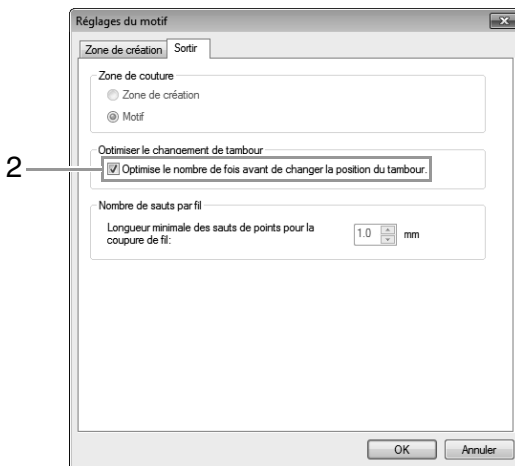 Réglages du motif
Zone de création Sortir
Zone de couture
Zone de création
Motif
Optimiser le changement de tambour
2 Optimise le nombre de fois avant de changer la position du tambour.
Nombre de sauts par fil
Longueur minimale des sauts de points pour la
coupure de fil:
1.0 mm
OK Annuler